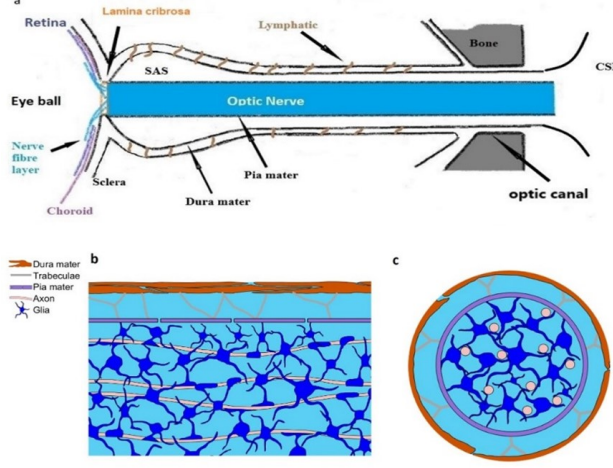 a
Lamina cribrosa
Retina
Lymphatic
Bone
SAS
CS
Eye ball
Optic Nerve
Nerve
fibre
layer
Pia mater
Sclera
Dura mater
optic canal
Choroid
b
c
Dura mater
Trabeculae
Pia mater
Axon
Glia